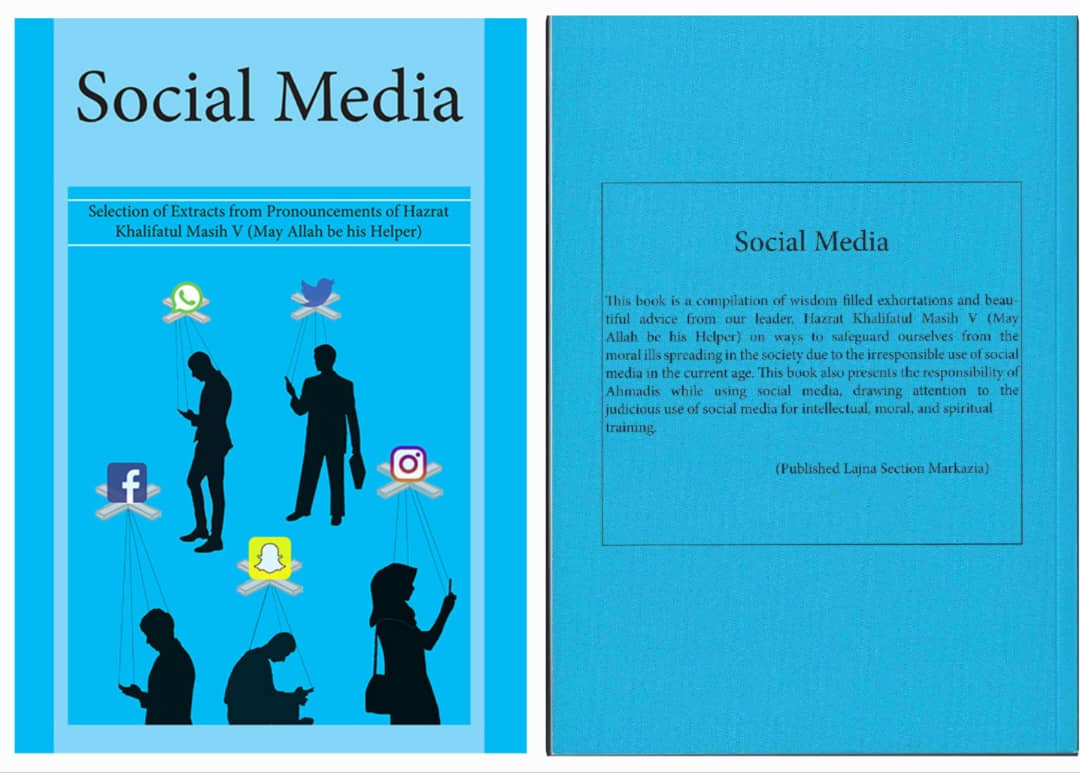 Social Media
Selection of Extracts from Pronouncements of Hazrat
Khalifatul Masih V (May Allah be his Helper)
Social Media
This book is a compilation of wisdom filled exhortations and beau-
tiful advice from our leader, Hazrat Khalifatul Masih V (May
Allah be his Helper) on ways to safeguard ourselves from the
moral ills spreading in the society due to the irresponsible use of social
media in the current age. This book also presents the responsibility of
Ahmadis while using social media, drawing attention to the
judicious use of social media for intellectual, moral, and spiritual
training.
(Published Lajna Section Markazia)